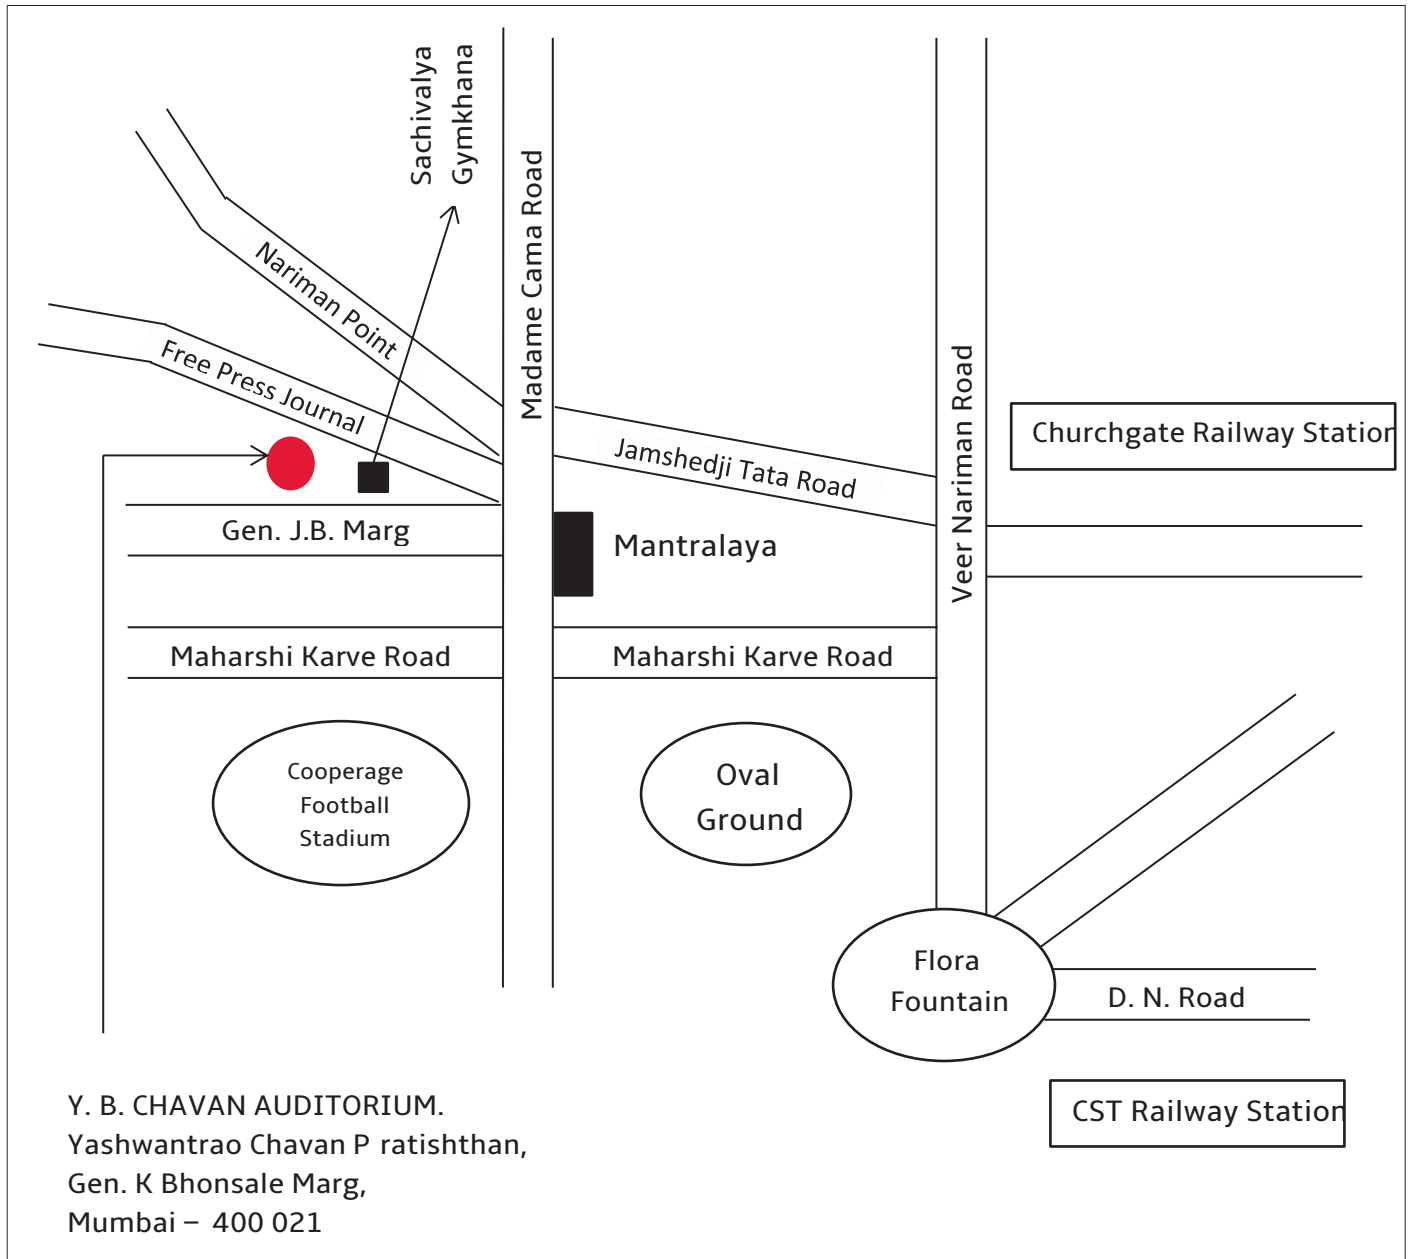 Sachivalya
Gymkhana
Madame Cama Road
Nariman Point
Free Press Journal
Veer Nariman Road
Churchgate Railway Station
Jamshedji Tata Road
Gen. J.B. Marg
Mantralaya
Maharshi Karve Road
Maharshi Karve Road
Cooperage
Football
Stadium
Oval
Ground
Flora
Fountain
D. N. Road
CST Railway Station
Y. B. CHAVAN AUDITORIUM.
Yashwantrao Chavan P ratishthan,
Gen. K Bhonsale Marg,
Mumbai – 400 021